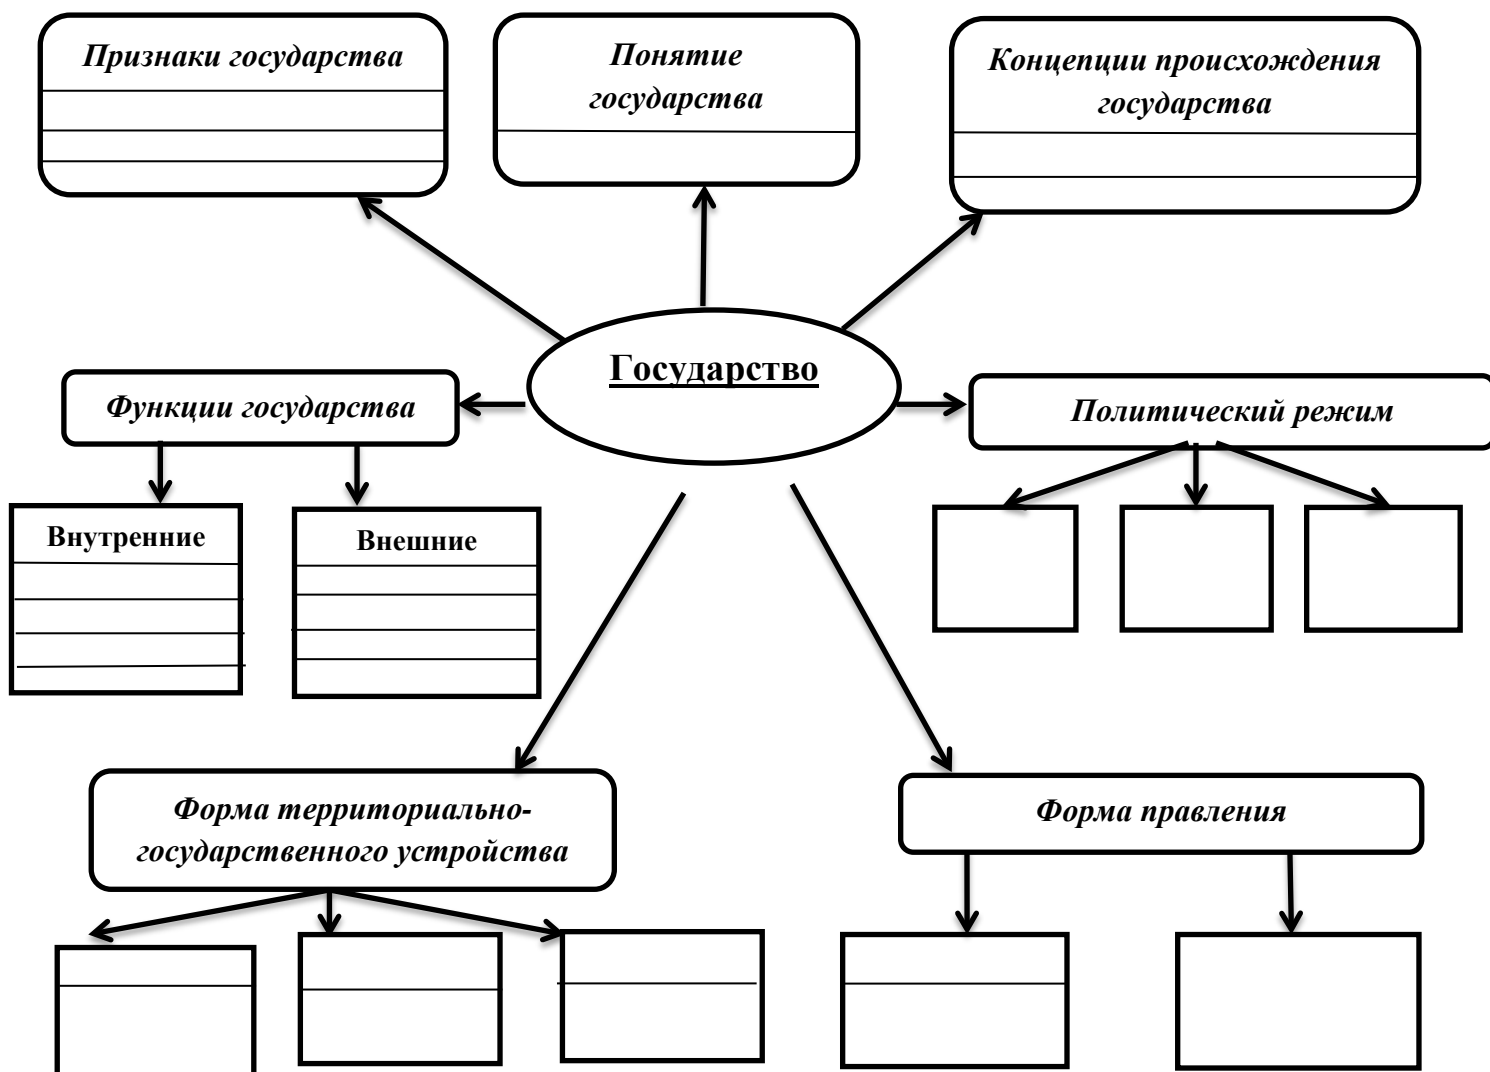 Признаки государства
Понятие
государства
Концепции происхождения
государства
Государство
Функции государства
Политический режим
Внутренние
Внешние
Форма территориально-
государственного устройства
Форма правления